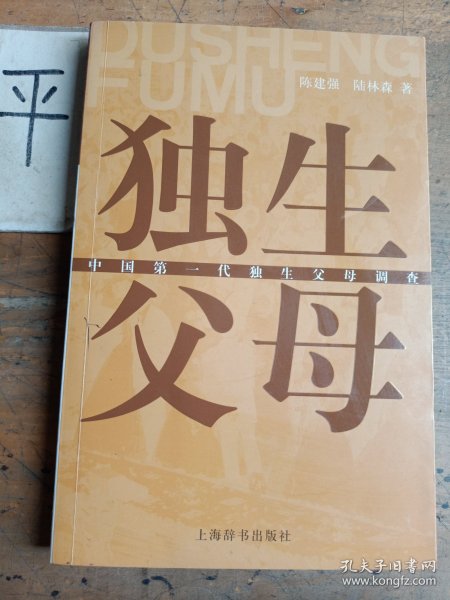 平
DUSHENG
FUMU
陈建强 陆林森 著
独生
中国第一代独生父母调查
父母
上海辞书出版社
孔夫子旧书网
www.kongfz.com